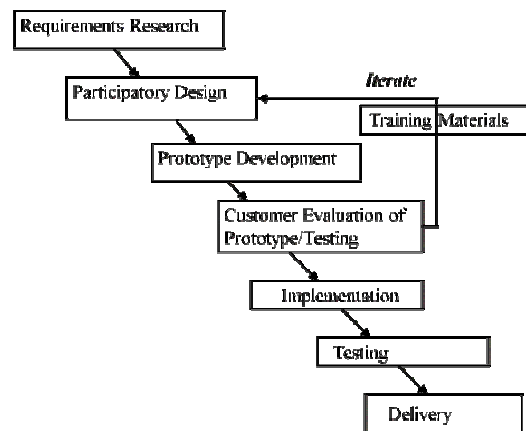 Requirements Research
Participatory Design
Iterate
Training Materials
Prototype Development
Customer Evaluation of
Prototype/Testing
Implementation
Testing
Delivery